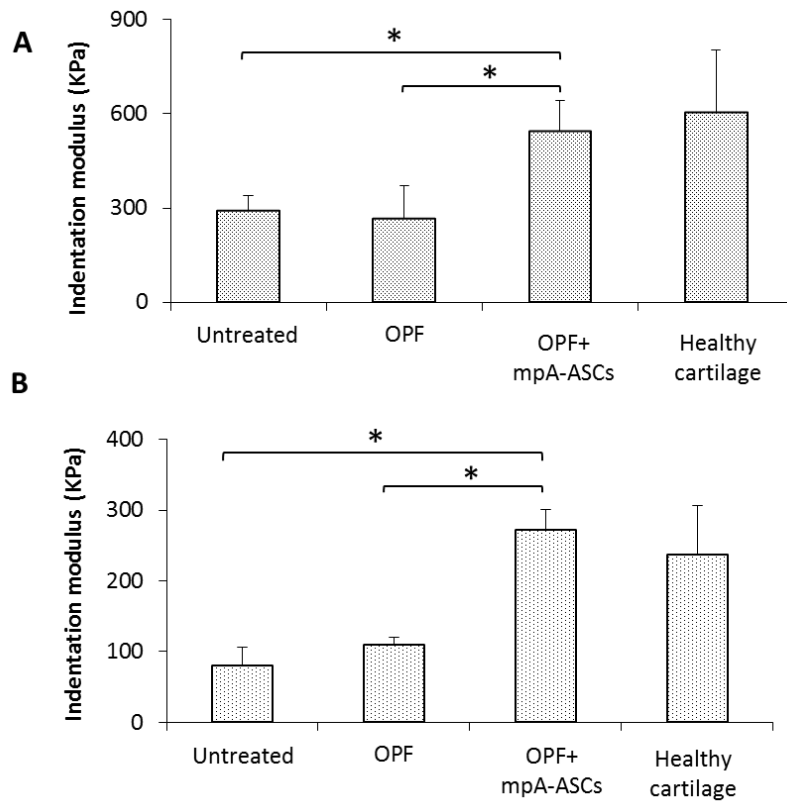 A
Indentation modulus (KPa)
900
600
300
0
*
*
Untreated
OPF
OPF+
mpA-ASCs
Healthy
cartilage
B
Indentation modulus (KPa)
400
300
200
100
0
*
*
Untreated
OPF
OPF+
mpA-ASCs
Healthy
cartilage